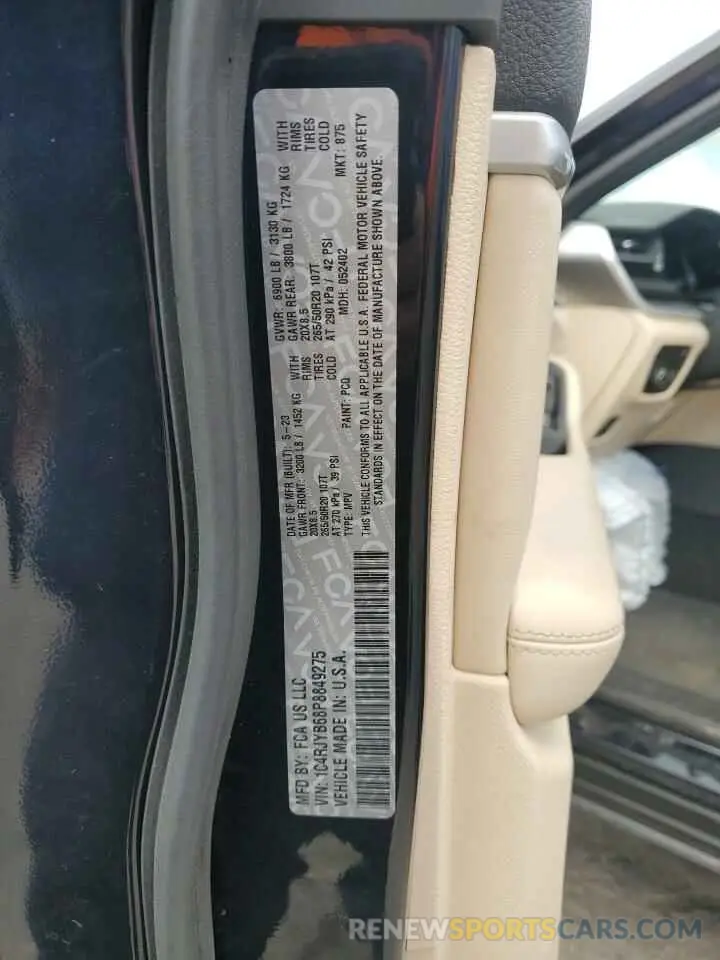 MFD BY: FCA US LLC
VIN: 1C4RJYB68P8849275
VEHICLE MADE IN: U.S.A.
DATE OF MFR (BUILT): 5-23
GAWR FRONT: 3200 LB / 1452 KG WITH
20X8.5 RIMS
265/50R20 107T TIRES
AT 270 kPa / 39 PSI COLD
TYPE: MPV PAINT: PCQ
GVWR: 6900 LB / 3130 KG
GAWR REAR: 3800 LB / 1724 KG WITH
20X8.5 RIMS
265/50R20 107T TIRES
AT 290 kPa / 42 PSI COLD
MDH: 052402 MKT: 875
THIS VEHICLE CONFORMS TO ALL APPLICABLE U.S.A. FEDERAL MOTOR VEHICLE SAFETY
STANDARDS IN EFFECT ON THE DATE OF MANUFACTURE SHOWN ABOVE.
RENEWSPORTSCARS.COM